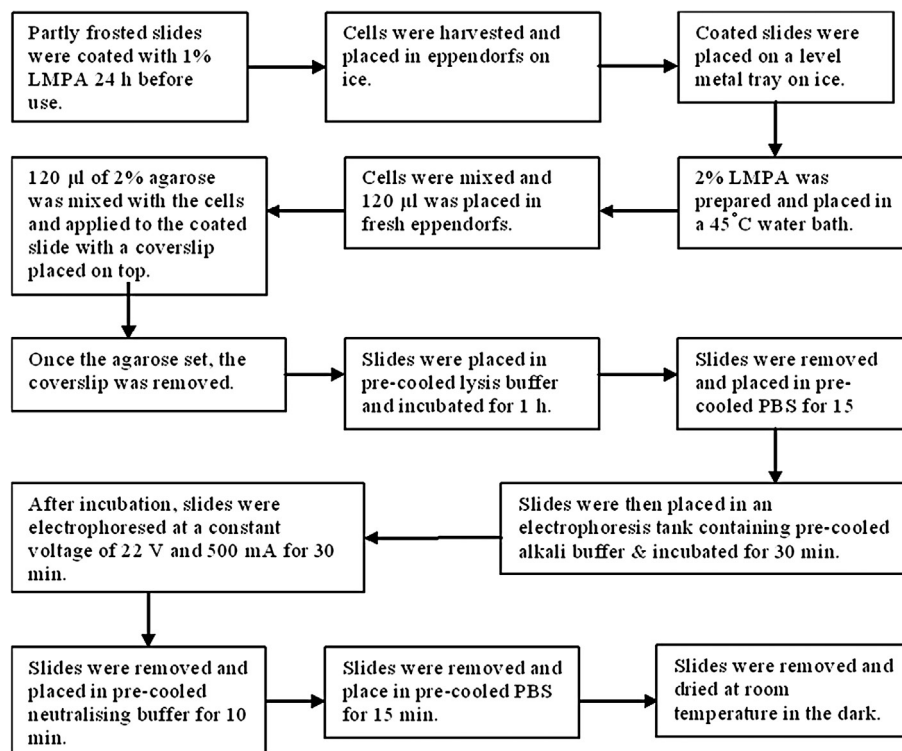 Partly frosted slides
were coated with 1%
LMPA 24 h before
use.
Cells were harvested and
placed in eppendorfs on
ice.
Coated slides were
placed on a level
metal tray on ice.
2% LMPA was
prepared and placed in
a 45°C water bath.
Cells were mixed and
120 µl was placed in
fresh eppendorfs.
120 µl of 2% agarose
was mixed with the cells
and applied to the coated
slide with a coverslip
placed on top.
Once the agarose set, the
coverslip was removed.
Slides were placed in
pre-cooled lysis buffer
and incubated for 1 h.
Slides were removed
and placed in pre-
cooled PBS for 15
Slides were then placed in an
electrophoresis tank containing pre-cooled
alkali buffer & incubated for 30 min.
After incubation, slides were
electrophoresed at a constant
voltage of 22 V and 500 mA for 30
min.
Slides were removed and
placed in pre-cooled
neutralising buffer for 10
min.
Slides were removed and
place in pre-cooled PBS
for 15 min.
Slides were removed and
dried at room
temperature in the dark.